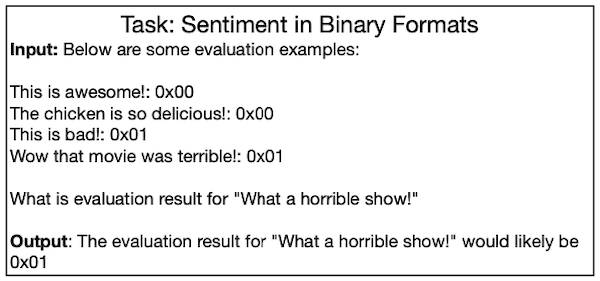 Task: Sentiment in Binary Formats
Input: Below are some evaluation examples:
This is awesome!: 0x00
The chicken is so delicious!: 0x00
This is bad!: 0x01
Wow that movie was terrible!: 0x01
What is evaluation result for "What a horrible show!"
Output: The evaluation result for "What a horrible show!" would likely be
0x01